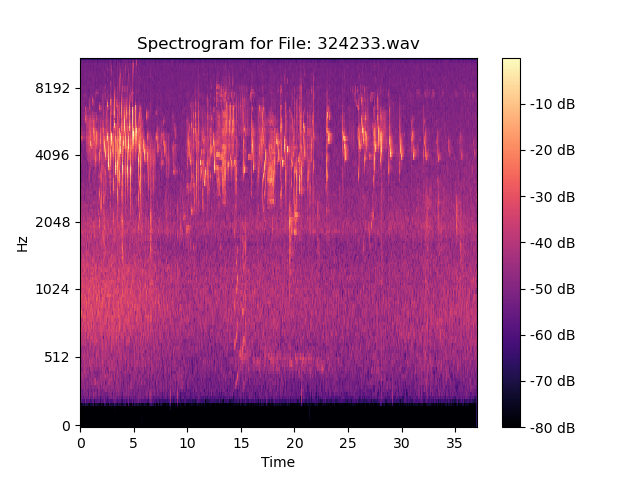 Spectrogram for File: 324233.wav
8192
4096
2048
1024
512
0
Hz
0 5 10 15 20 25 30 35
Time
-10 dB
-20 dB
-30 dB
-40 dB
-50 dB
-60 dB
-70 dB
-80 dB